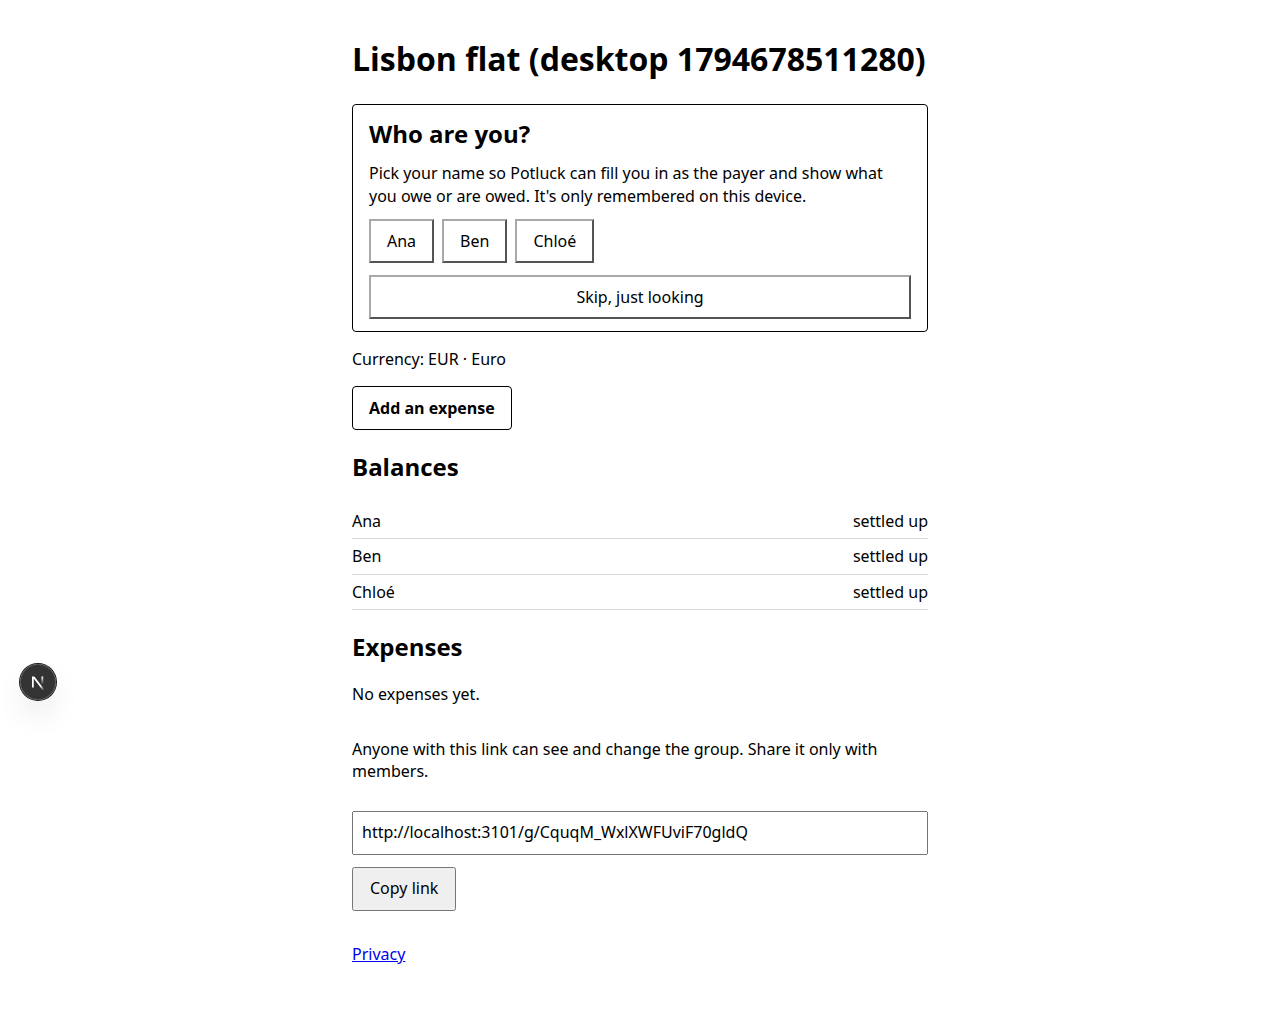 Lisbon flat (desktop 1794678511280)
Who are you?
Pick your name so Potluck can fill you in as the payer and show what
you owe or are owed. It's only remembered on this device.
Ana
Ben
Chloé
Skip, just looking
Currency: EUR · Euro
Add an expense
Balances
Ana settled up
Ben settled up
Chloé settled up
Expenses
No expenses yet.
N
Anyone with this link can see and change the group. Share it only with
members.
http://localhost:3101/g/CquqM_WxlXWFUviF70gldQ
Copy link
Privacy